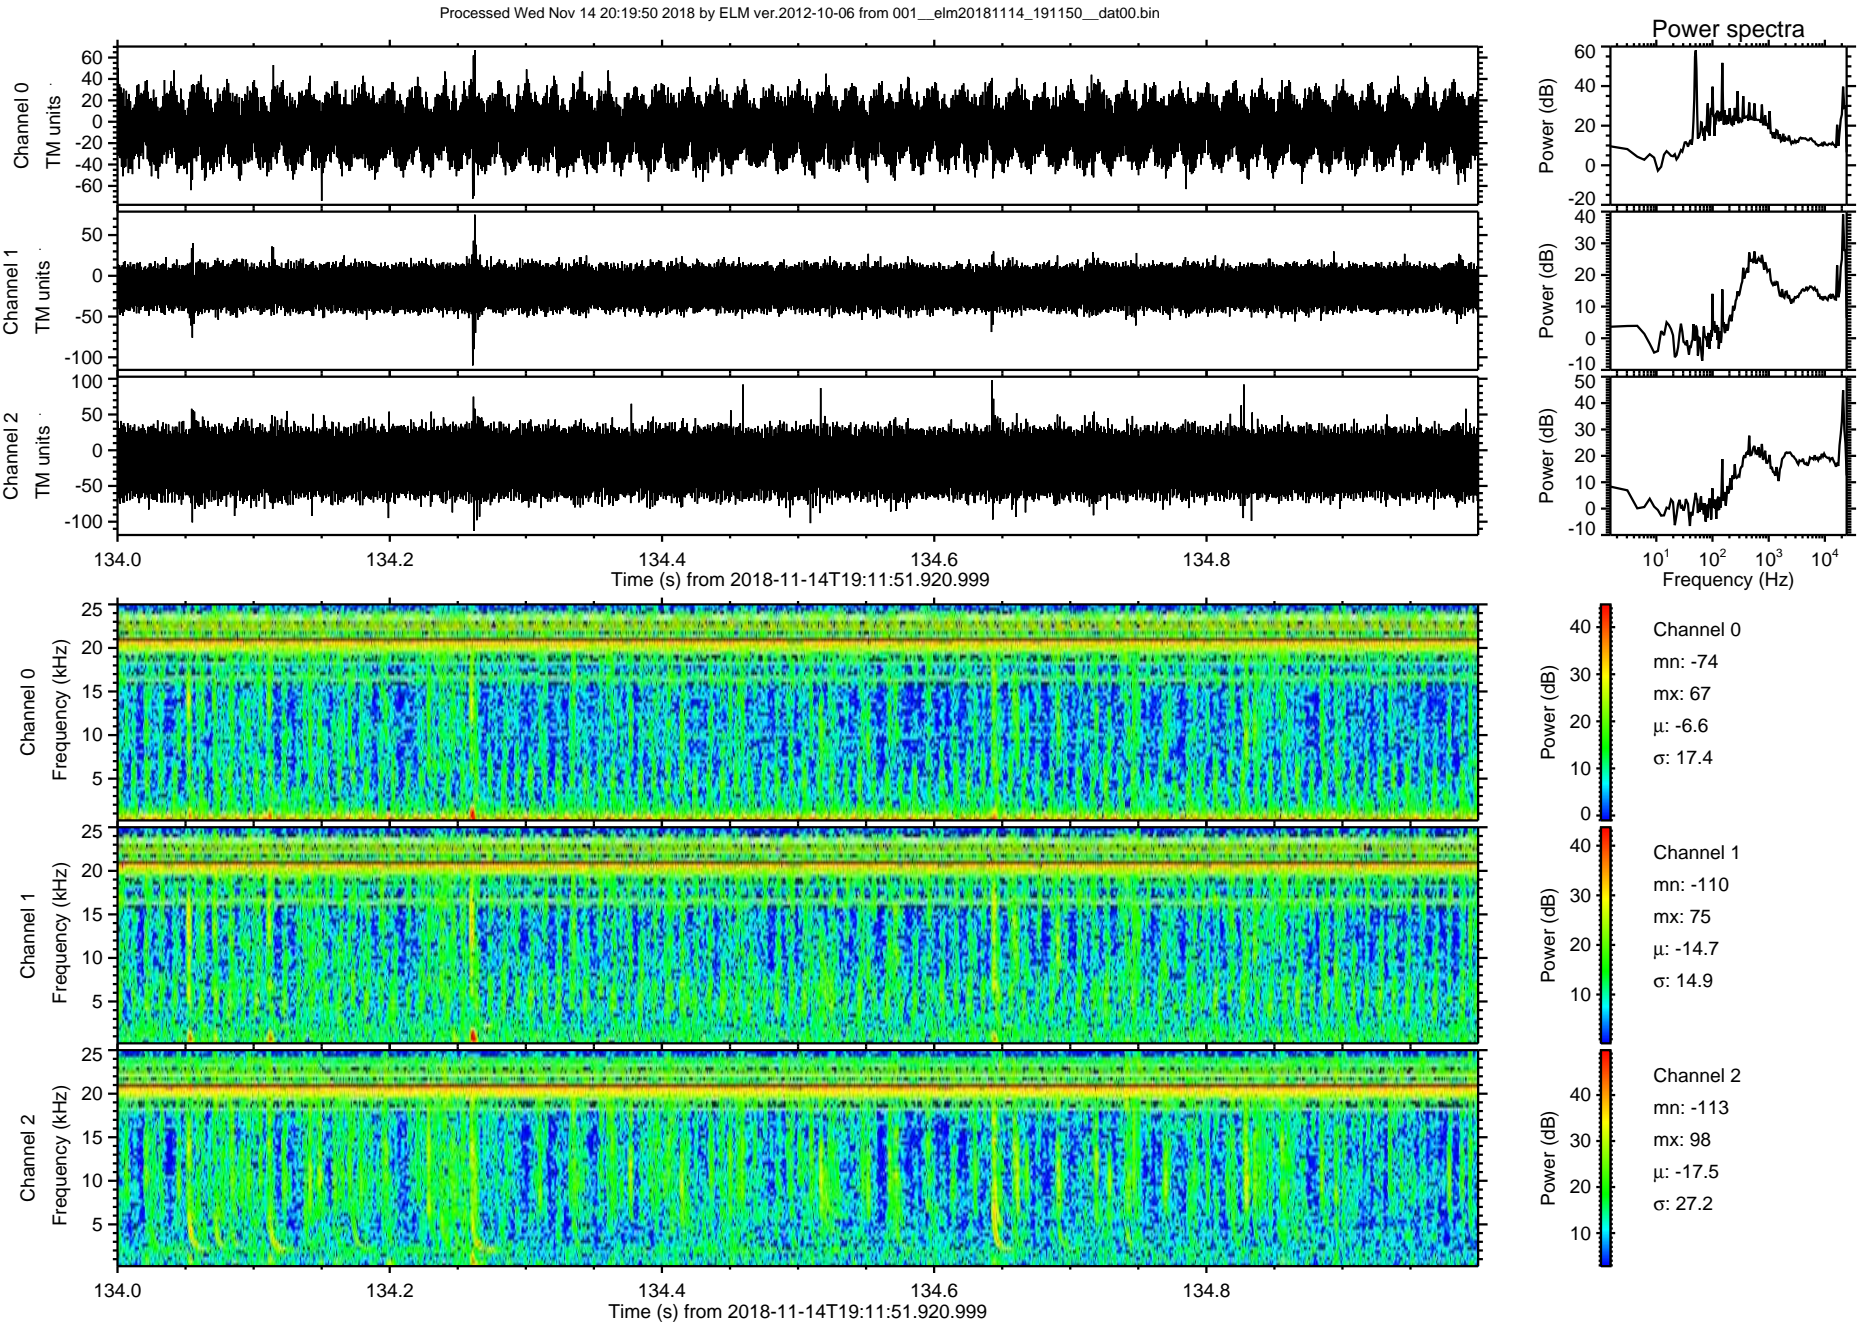 Processed Wed Nov 14 20:19:50 2018 by ELM ver.2012-10-06 from 001__elm20181114_191150__dat00.bin
Power spectra
Channel 0
TM units
60
40
20
0
-20
-40
-60
Power (dB)
60
40
20
0
-20
Channel 1
TM units
50
0
-50
-100
Power (dB)
40
30
20
10
0
-10
Channel 2
TM units
100
50
0
-50
-100
Power (dB)
50
40
30
20
10
0
-10
134.0 134.2 134.4 134.6 134.8
Time (s) from 2018-11-14T19:11:51.920.999
10¹ 10² 10³ 10⁴
Frequency (Hz)
Channel 0
Frequency (kHz)
25
20
15
10
5
Power (dB)
40
30
20
10
0
Channel 0
mn: -74
mx: 67
μ: -6.6
σ: 17.4
Channel 1
Frequency (kHz)
25
20
15
10
5
Power (dB)
40
30
20
10
Channel 1
mn: -110
mx: 75
μ: -14.7
σ: 14.9
Channel 2
Frequency (kHz)
25
20
15
10
5
Power (dB)
40
30
20
10
Channel 2
mn: -113
mx: 98
μ: -17.5
σ: 27.2
134.0 134.2 134.4 134.6 134.8
Time (s) from 2018-11-14T19:11:51.920.999